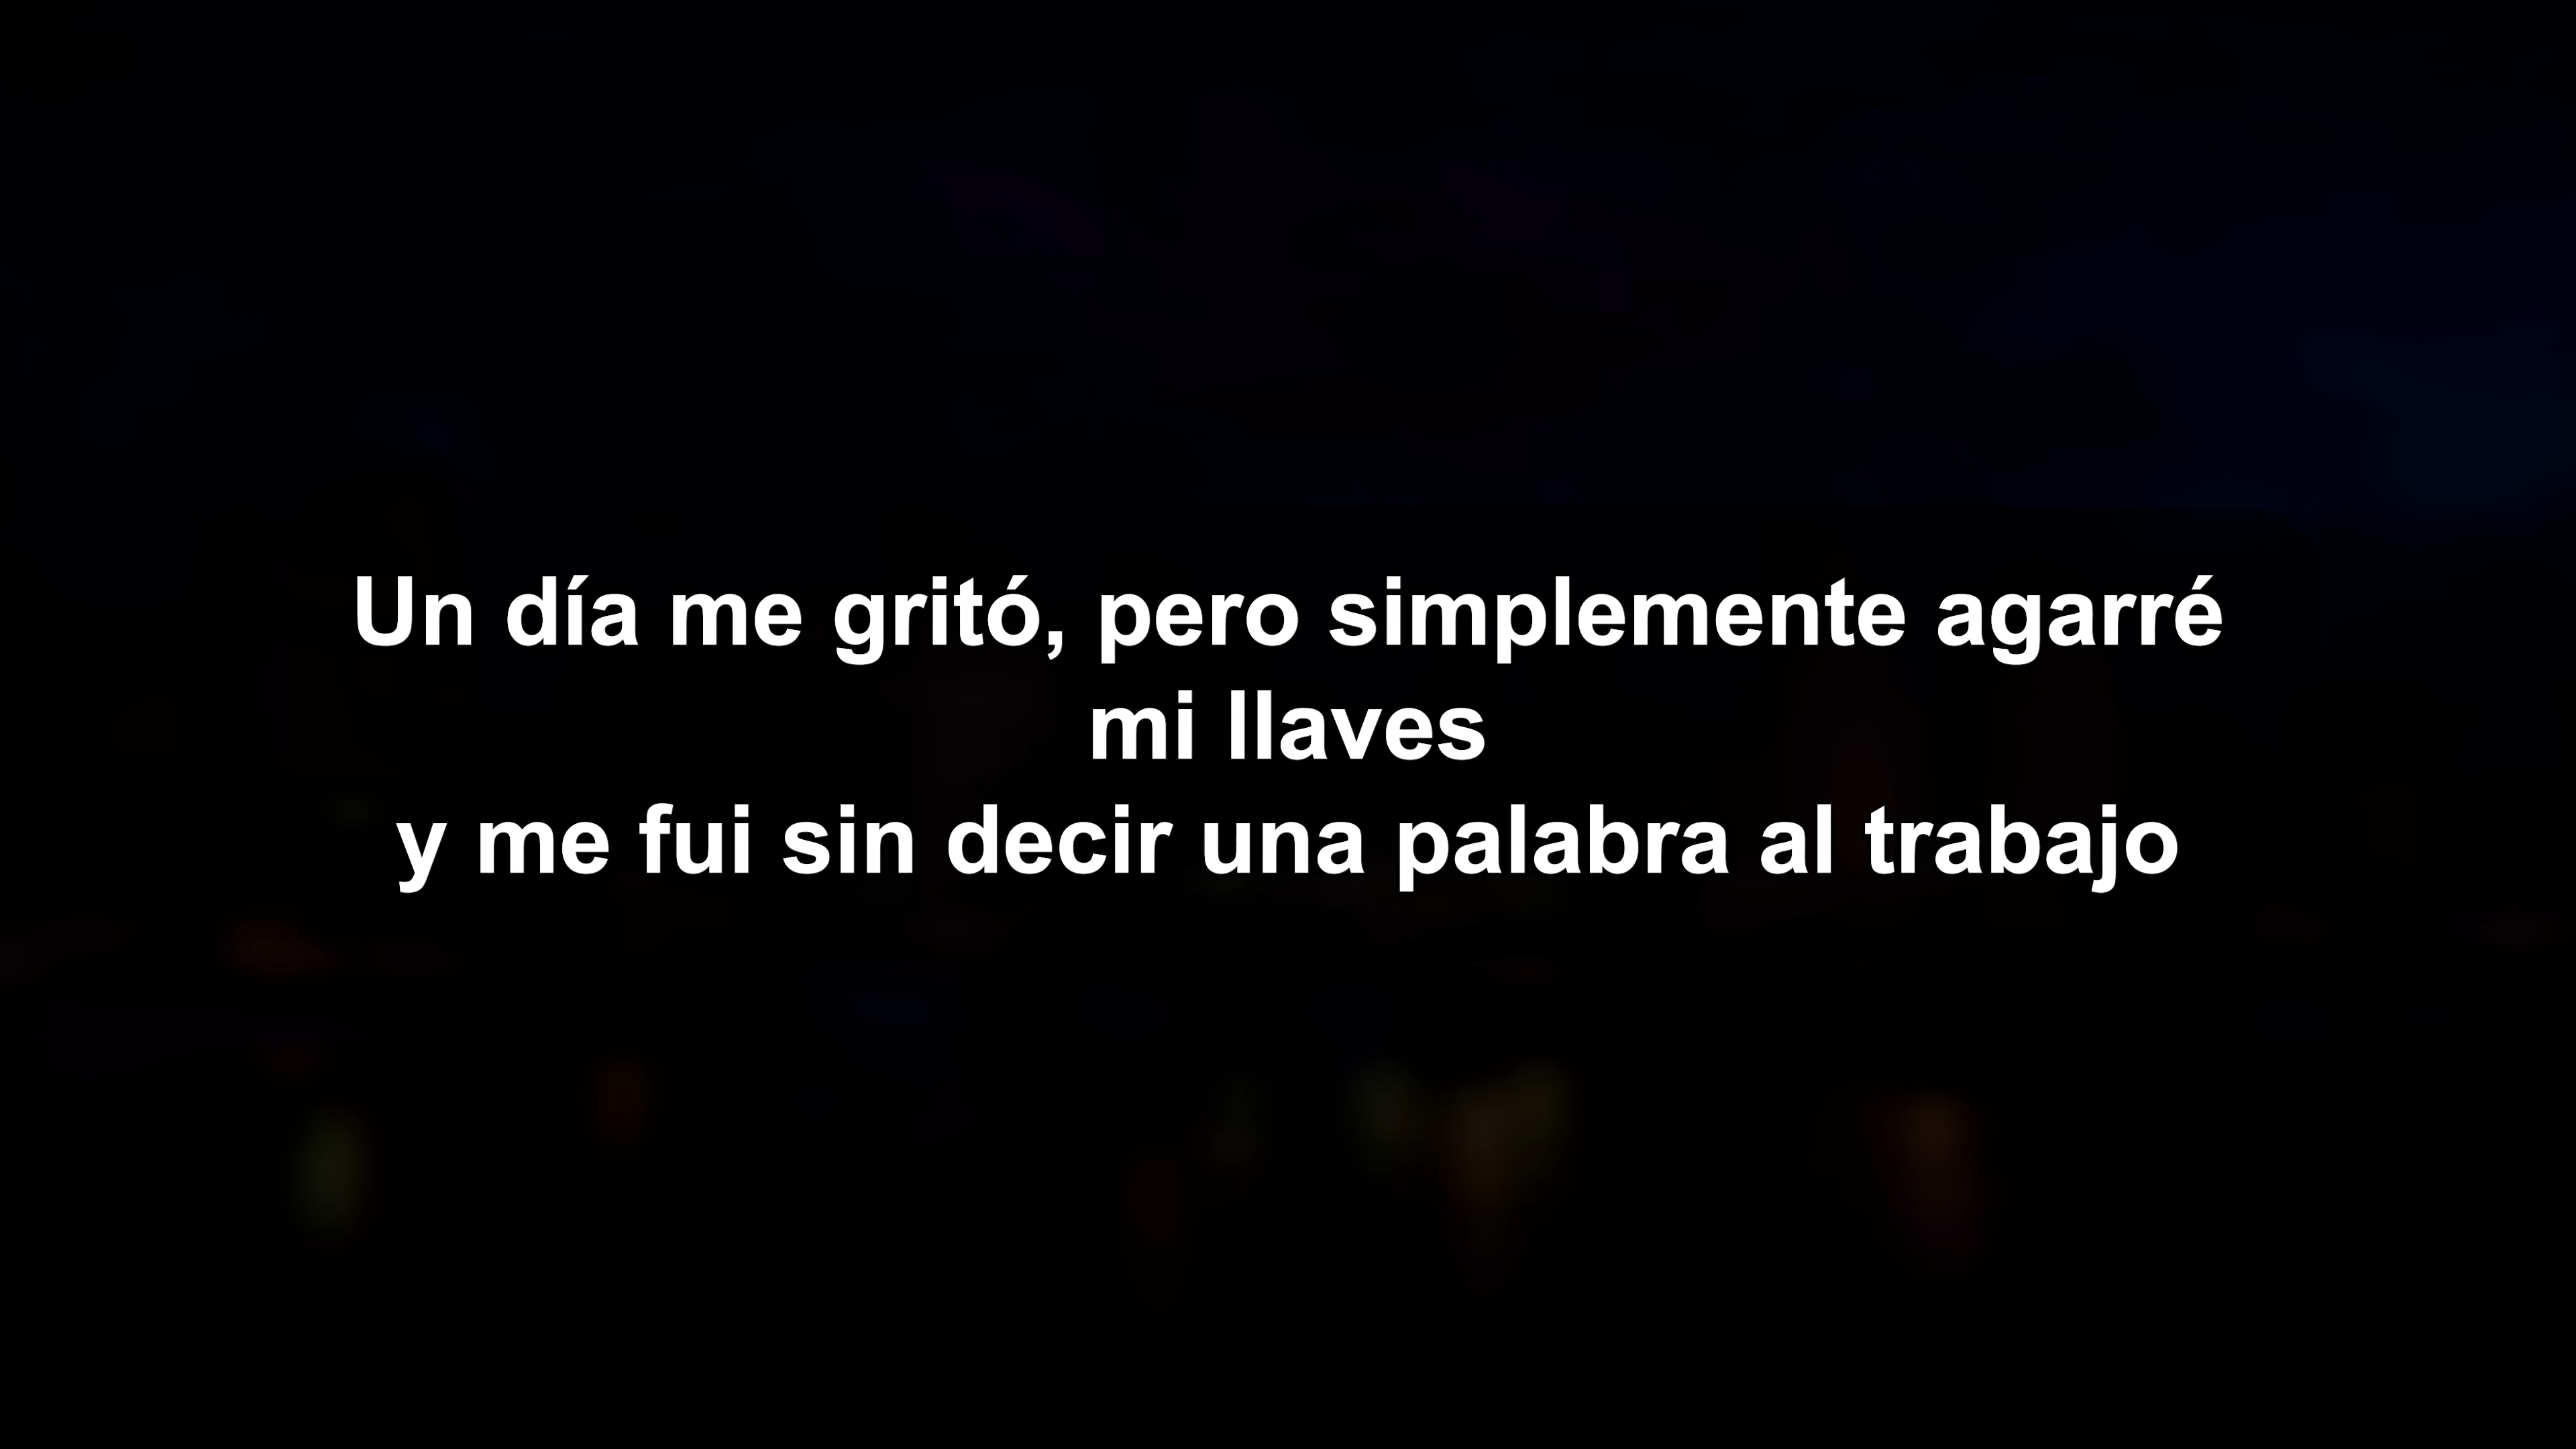 Un día me gritó, pero simplemente agarré
mi llaves
y me fui sin decir una palabra al trabajo